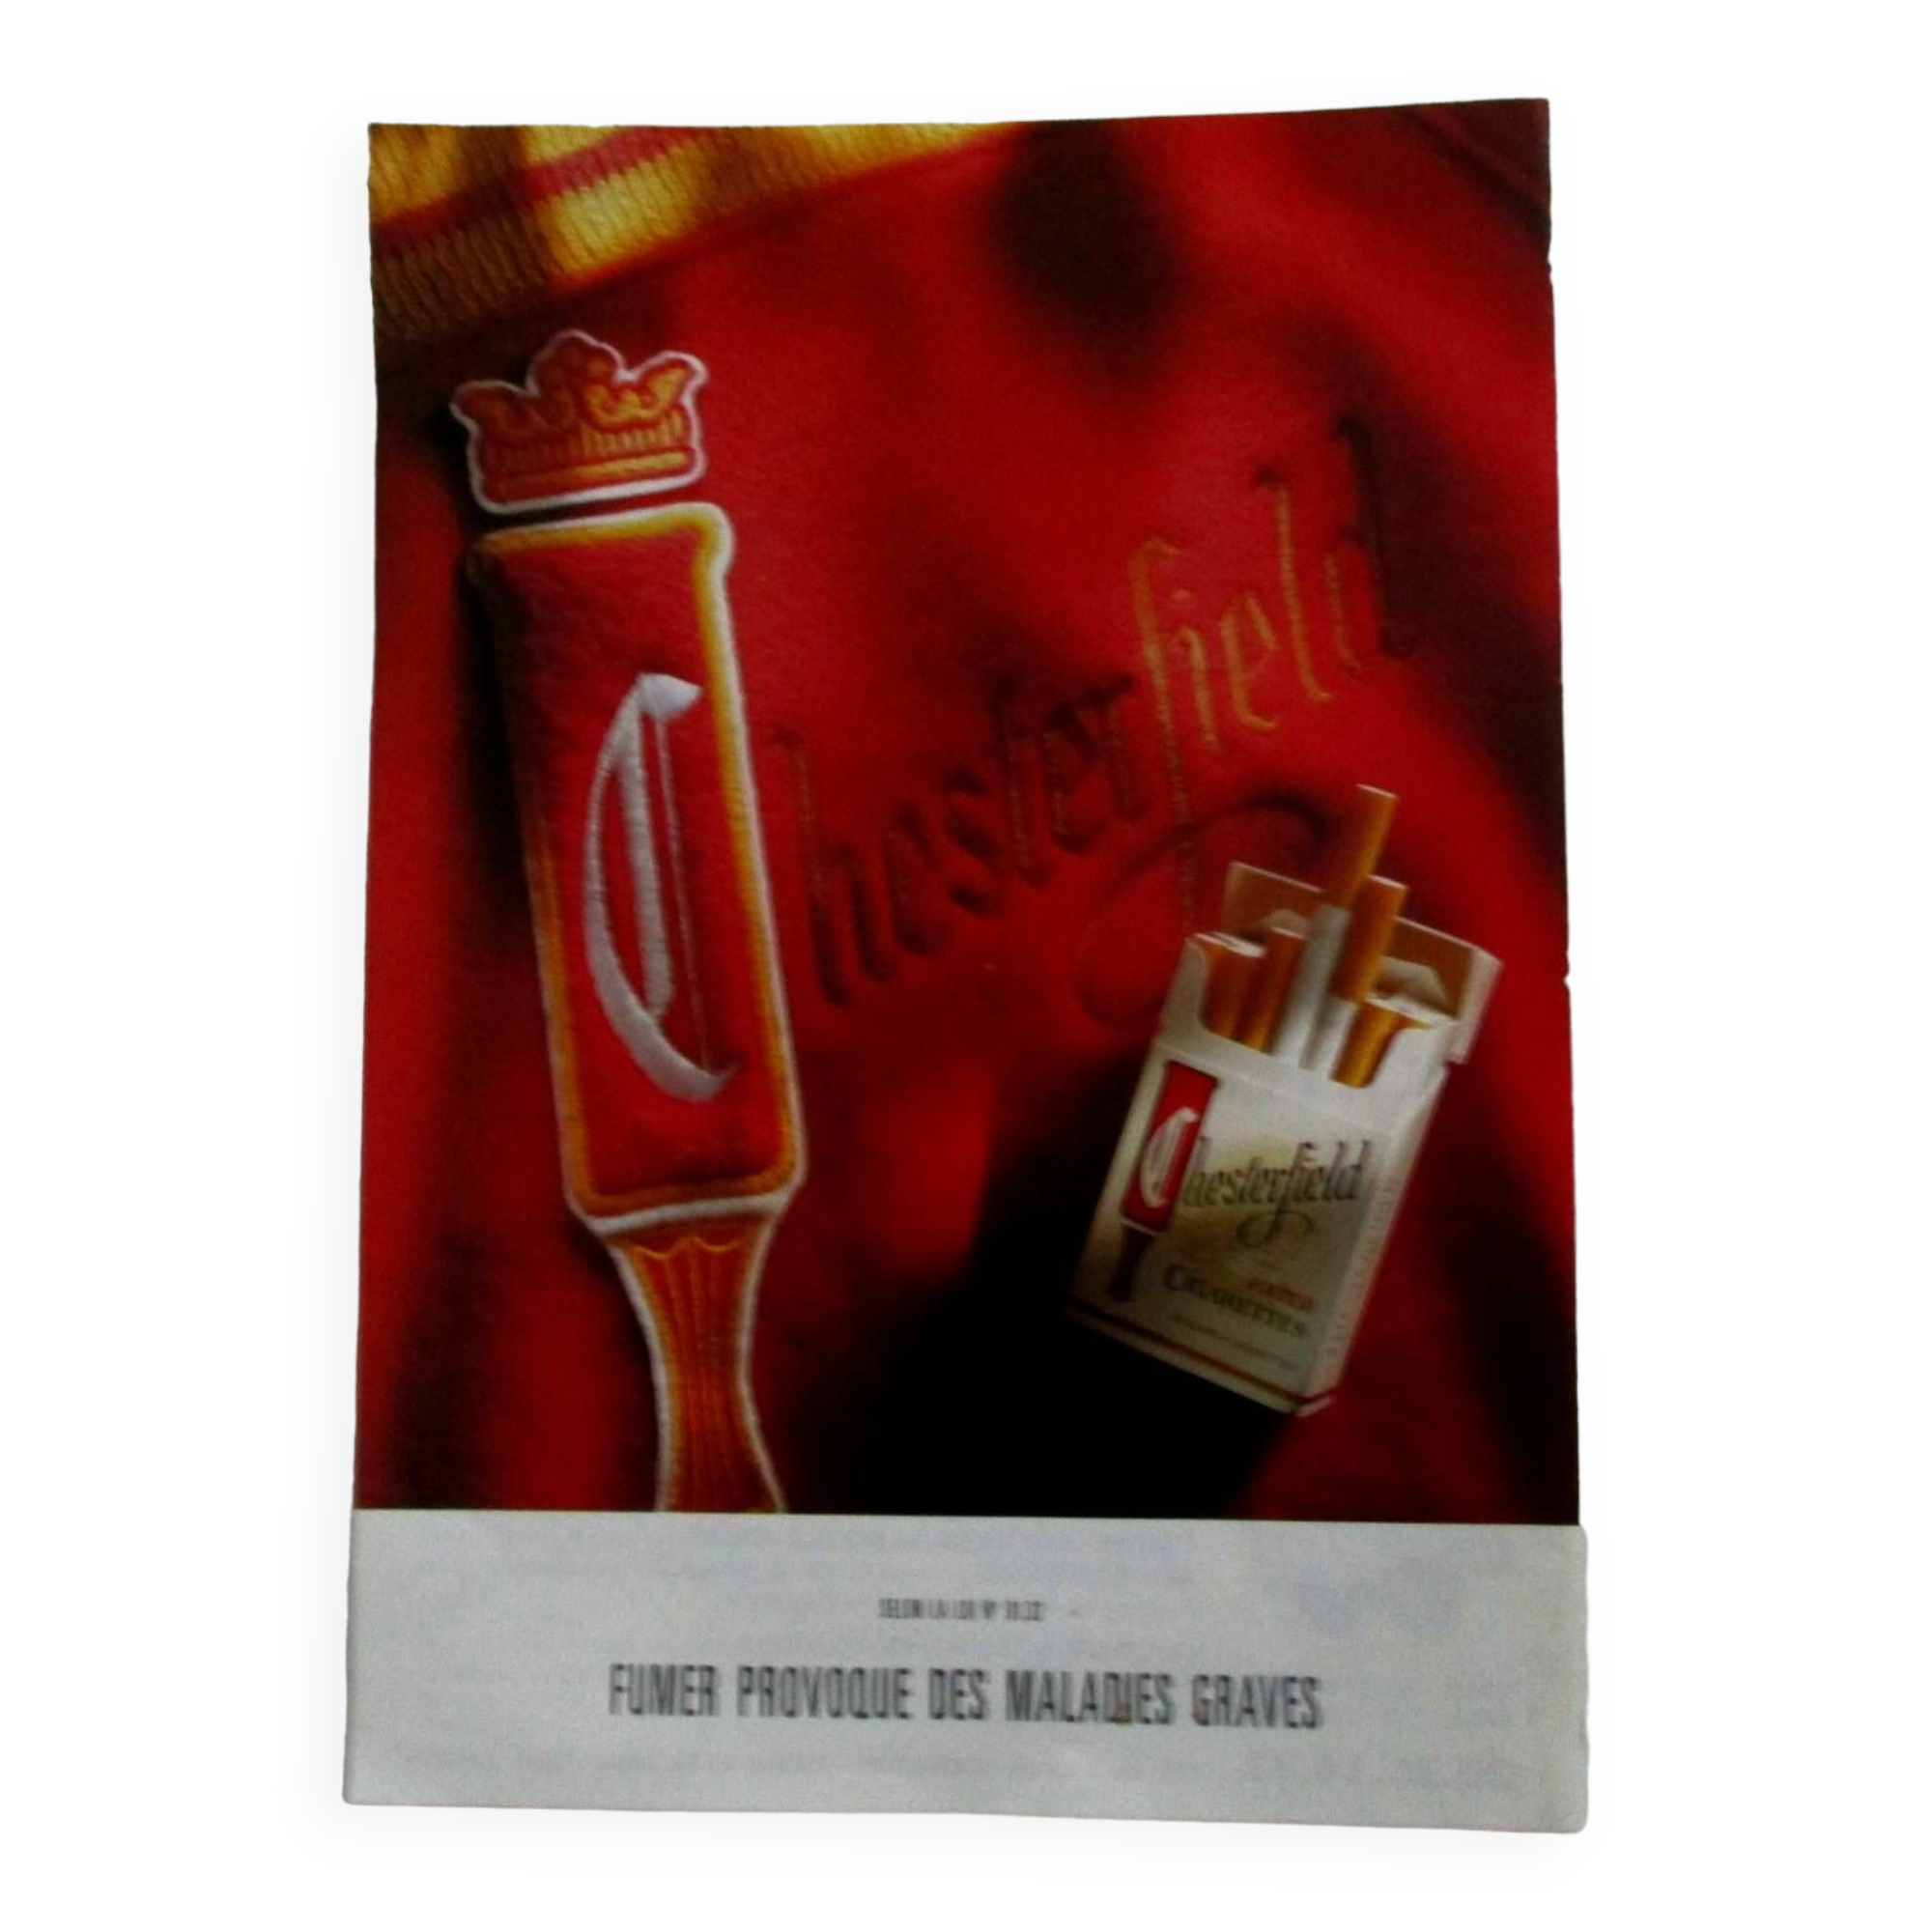 Chesterfield
Chesterfield
CIGARETTES
SELON LA LOI N° 91.32
FUMER PROVOQUE DES MALADIES GRAVES